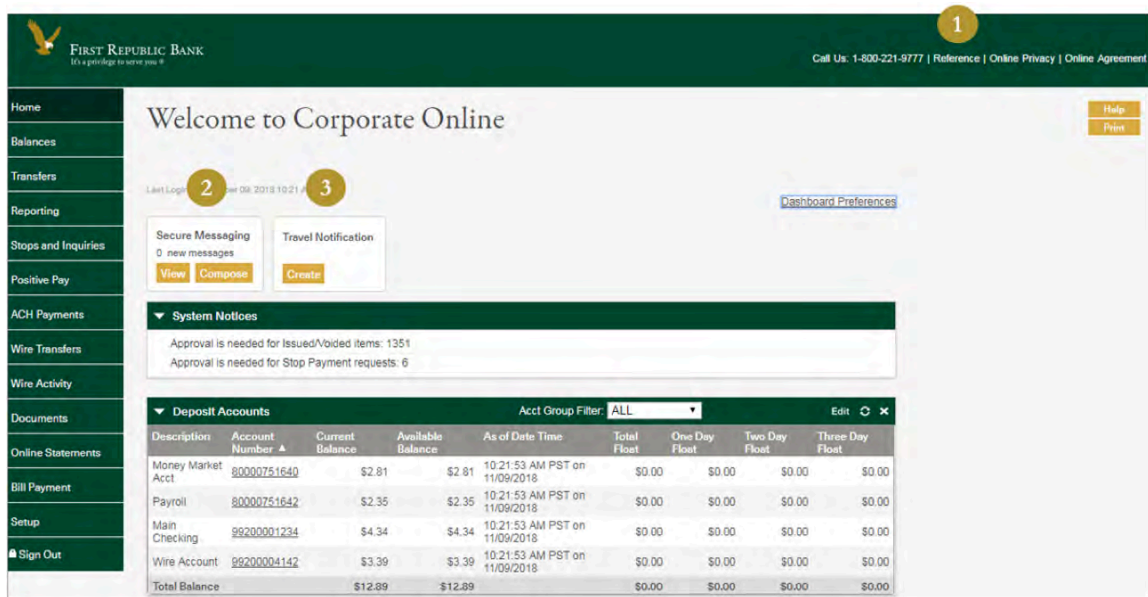 1
FIRST REPUBLIC BANK
It's a privilege to serve you ®
Call Us: 1-800-221-9777 | Reference | Online Privacy | Online Agreement
Home
Balances
Transfers
Reporting
Stops and Inquiries
Positive Pay
ACH Payments
Wire Transfers
Wire Activity
Documents
Online Statements
Bill Payment
Setup
Sign Out
Welcome to Corporate Online
Help
Print
Last Login 2 09, 2018 10:21 3
Dashboard Preferences
Secure Messaging
0 new messages
View Compose
Travel Notification
Create
System Notices
Approval is needed for Issued/Voided items: 1351
Approval is needed for Stop Payment requests: 6
Deposit Accounts Acct Group Filter: ALL Edit
Description Account Number Current Balance Available Balance As of Date Time Total Float One Day Float Two Day Float Three Day Float
Money Market Acct 80000751640 $2.81 $2.81 10:21:53 AM PST on 11/09/2018 $0.00 $0.00 $0.00 $0.00
Payroll 80000751642 $2.35 $2.35 10:21:53 AM PST on 11/09/2018 $0.00 $0.00 $0.00 $0.00
Main Checking 99200001234 $4.34 $4.34 10:21:53 AM PST on 11/09/2018 $0.00 $0.00 $0.00 $0.00
Wire Account 99200004142 $3.39 $3.39 10:21:53 AM PST on 11/09/2018 $0.00 $0.00 $0.00 $0.00
Total Balance $12.89 $12.89 $0.00 $0.00 $0.00 $0.00